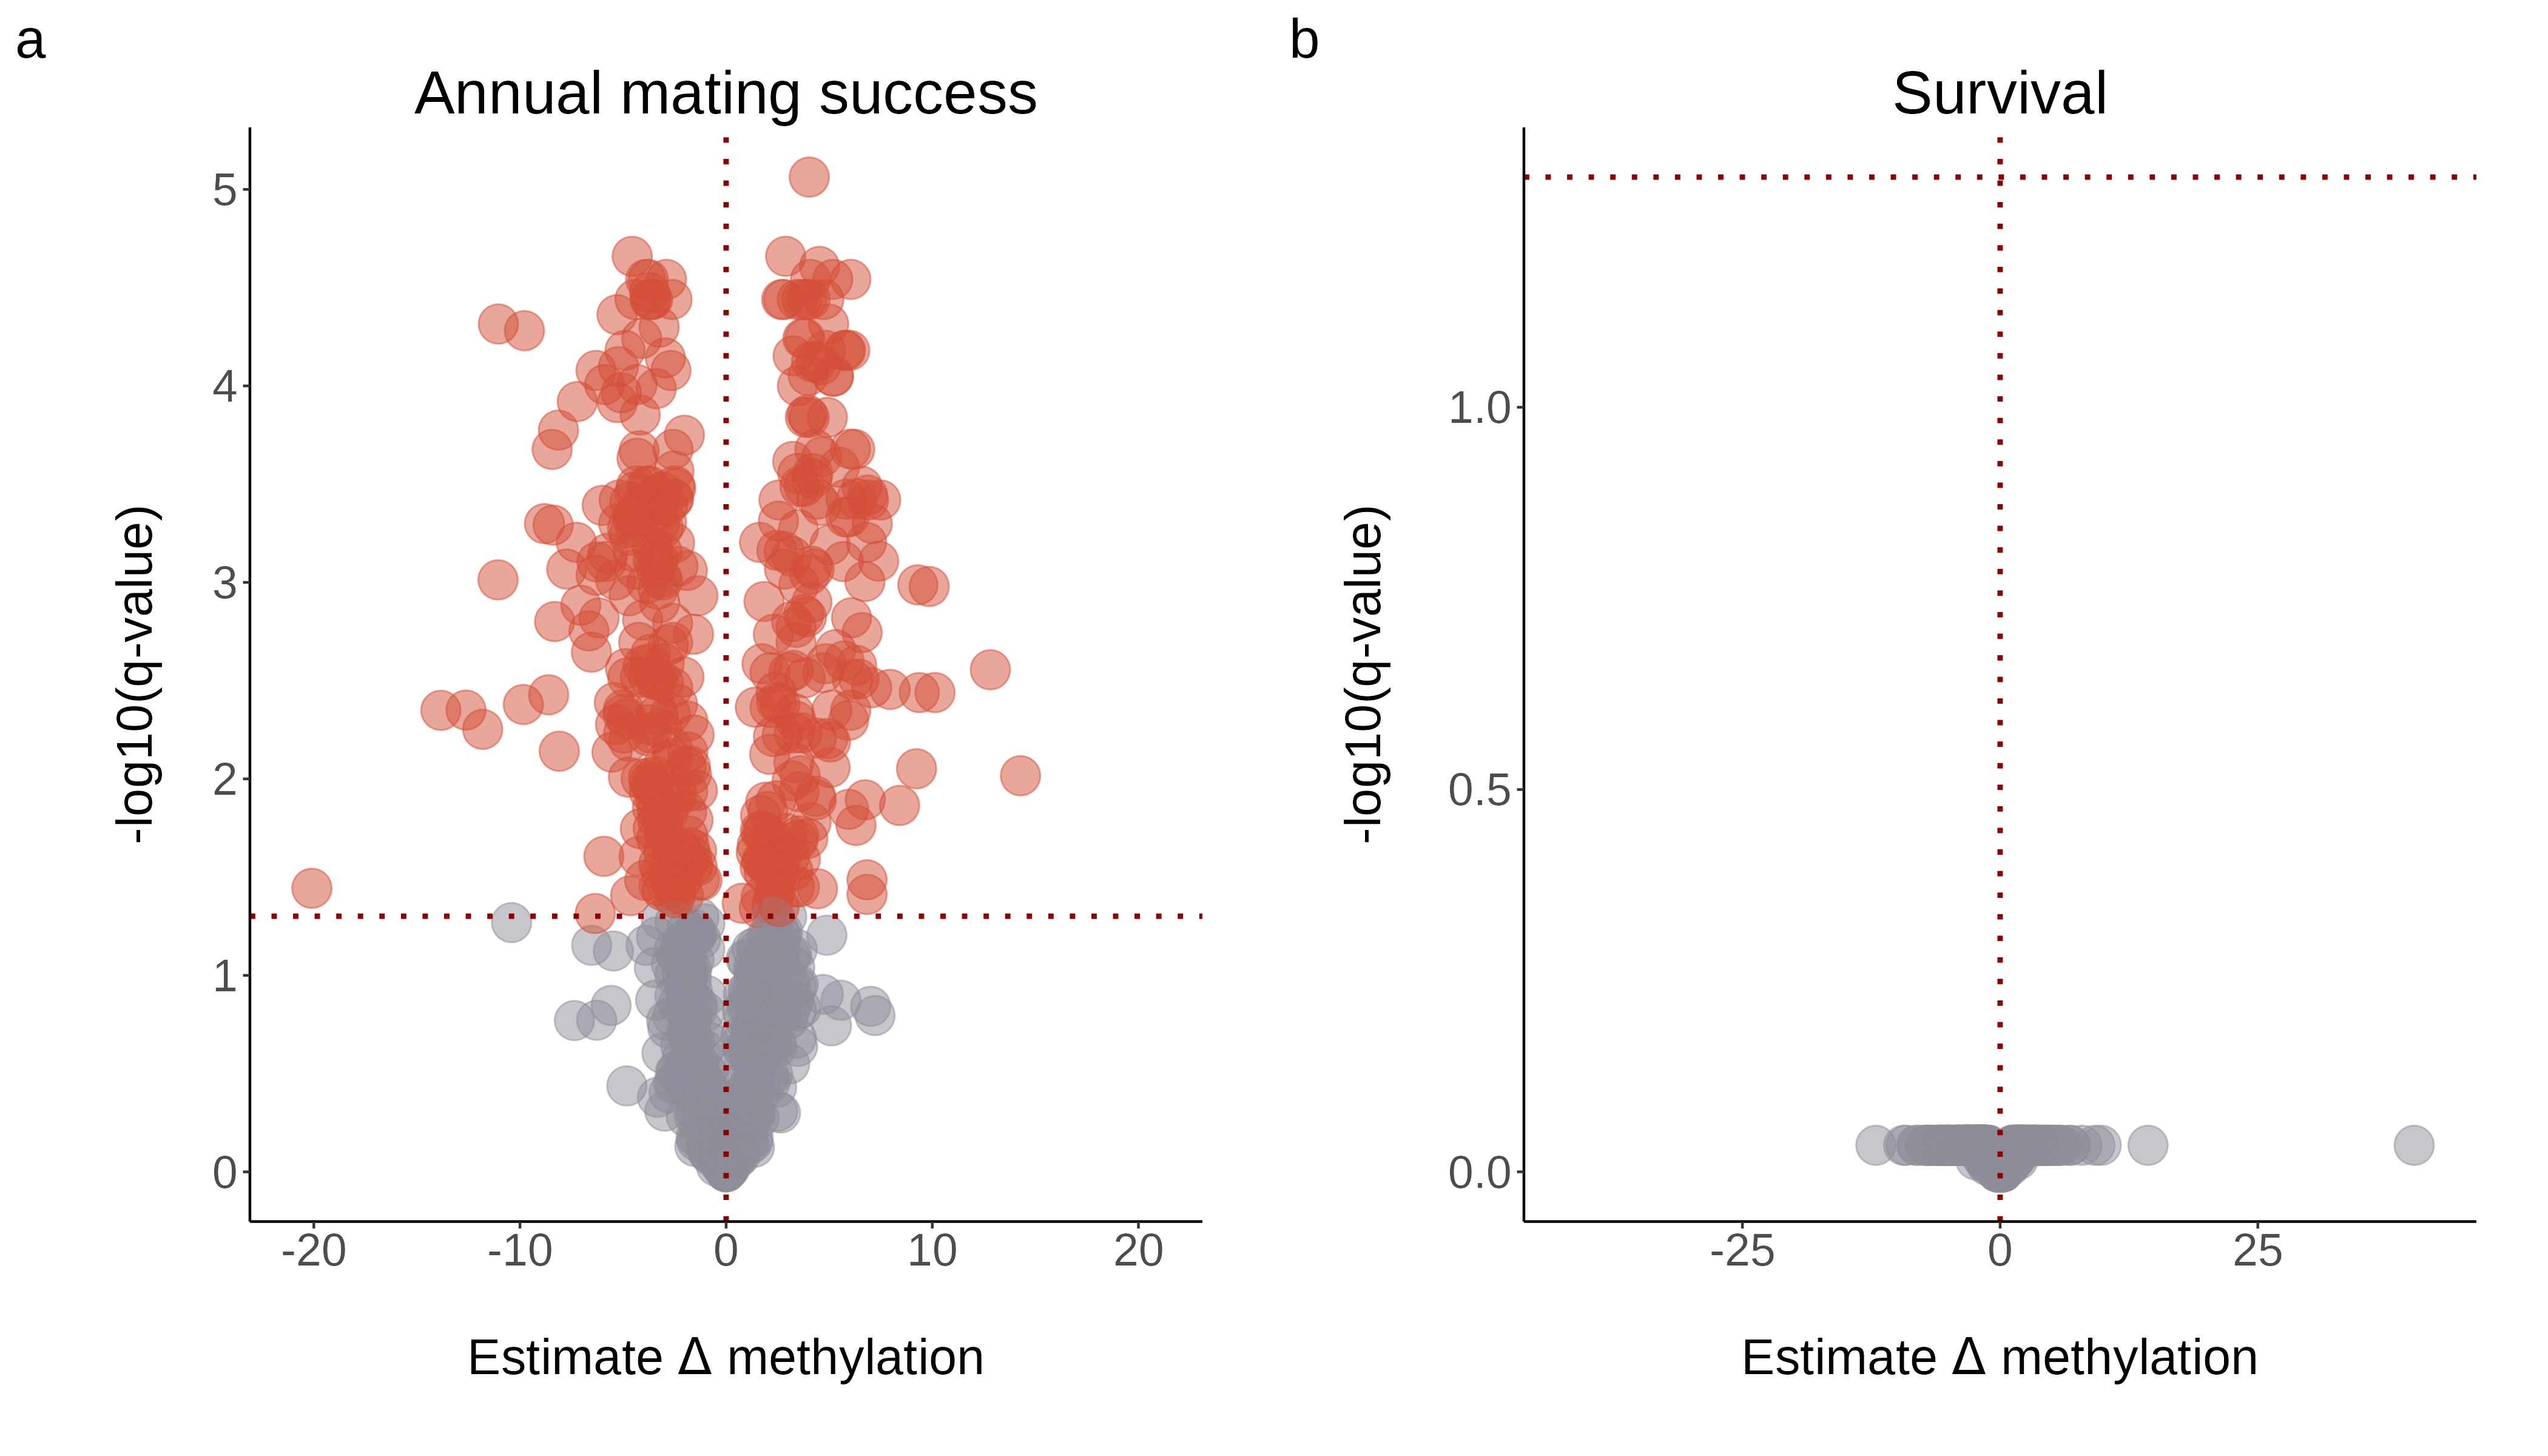 a
Annual mating success
-log10(q-value)
5
4
3
2
1
0
-20 -10 0 10 20
Estimate Δ methylation
b
Survival
-log10(q-value)
1.0
0.5
0.0
-25 0 25
Estimate Δ methylation